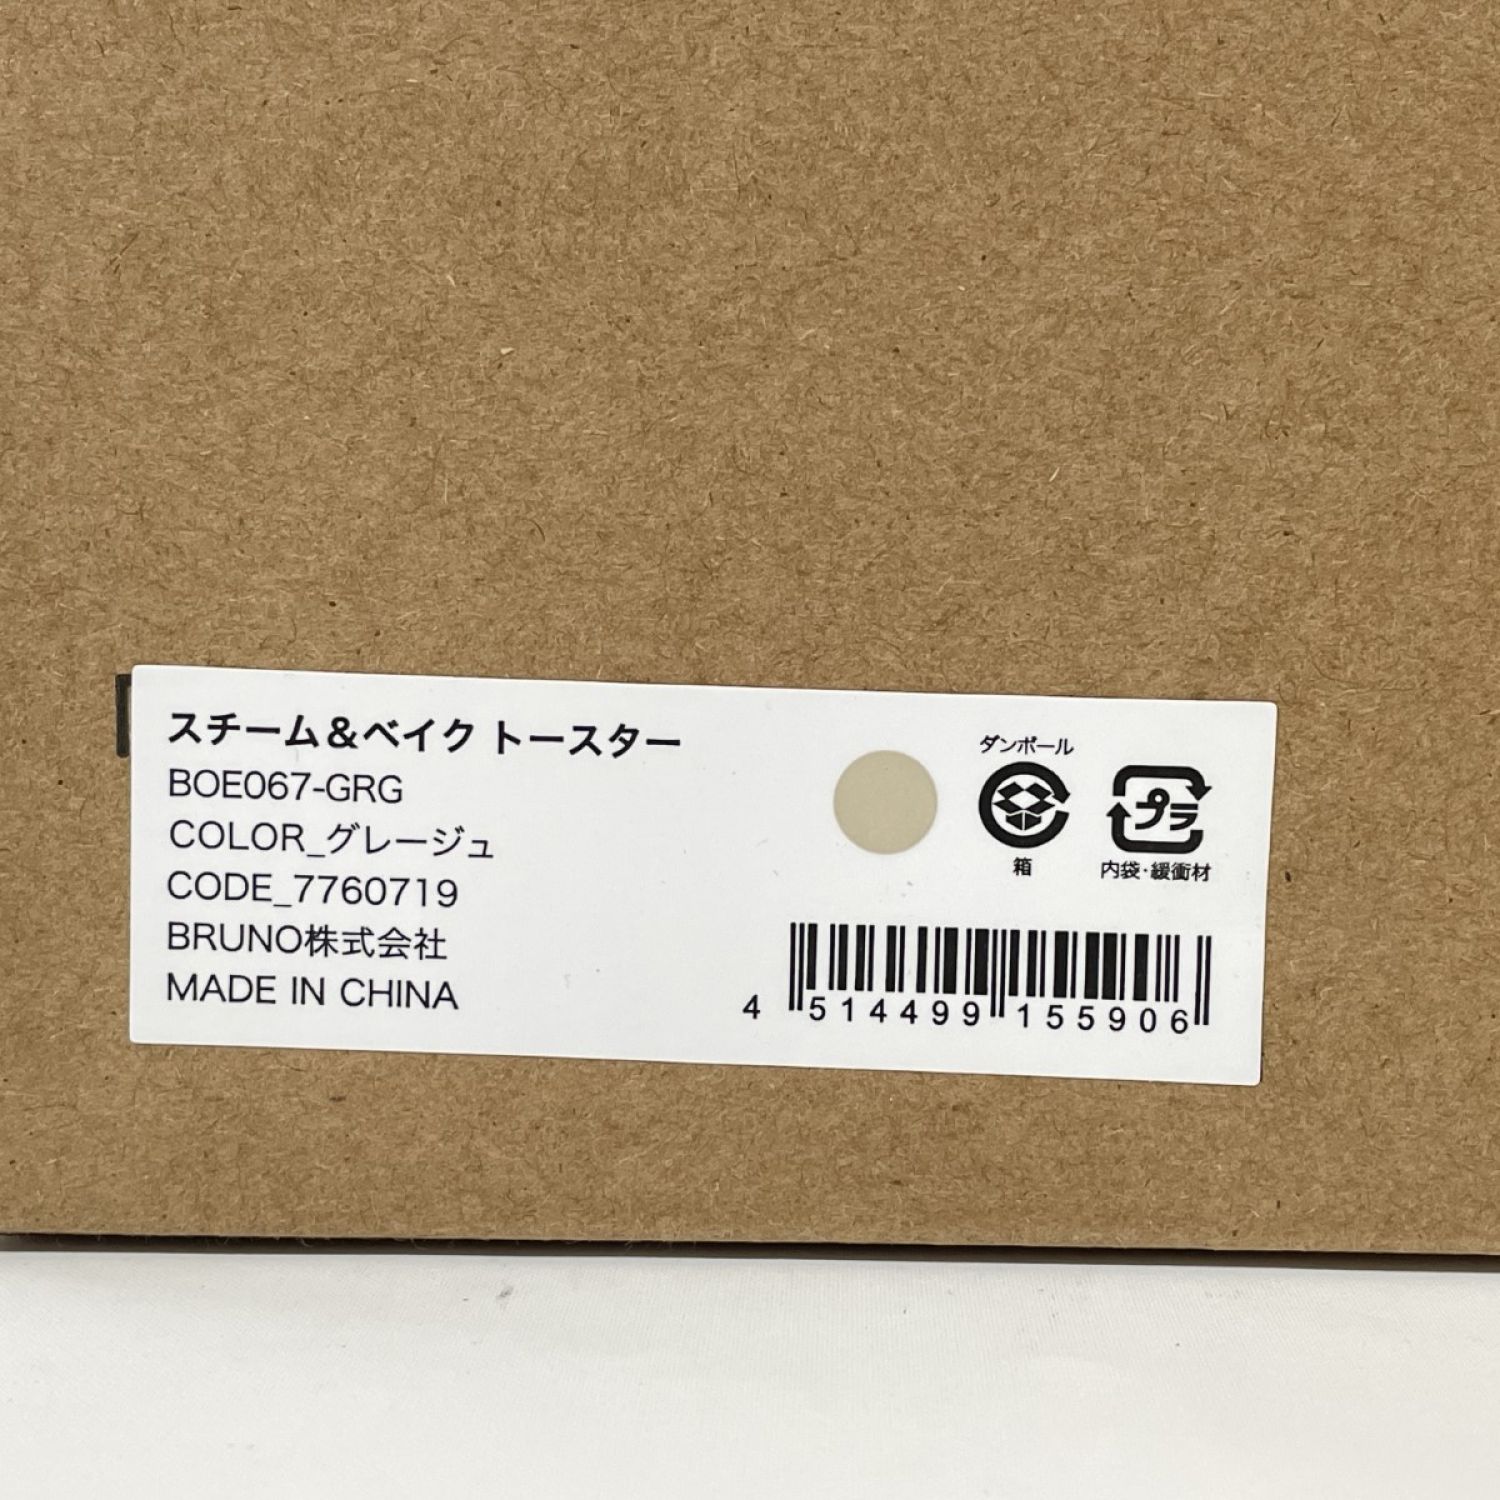 スチーム＆ベイク トースター
BOE067-GRG
COLOR_グレージュ
CODE_7760719
BRUNO株式会社
MADE IN CHINA
ダンボール
箱
プラ
内袋・緩衝材
4 514499 155906